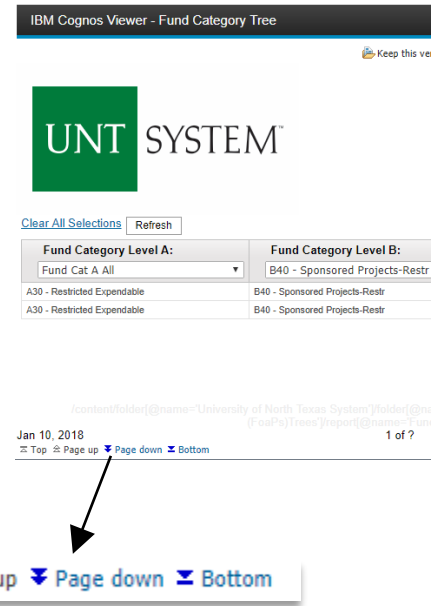 IBM Cognos Viewer - Fund Category Tree
Keep this ver
UNT SYSTEM™
Clear All Selections Refresh
Fund Category Level A: Fund Category Level B:
Fund Cat A All B40 - Sponsored Projects-Restr
A30 - Restricted Expendable B40 - Sponsored Projects-Restr
A30 - Restricted Expendable B40 - Sponsored Projects-Restr
/content/folder[@name='University of North Texas System']/folder[@na
(FoaPs)Trees']/report[@name='Fund
Jan 10, 2018 1 of ?
Top Page up Page down Bottom
up Page down Bottom